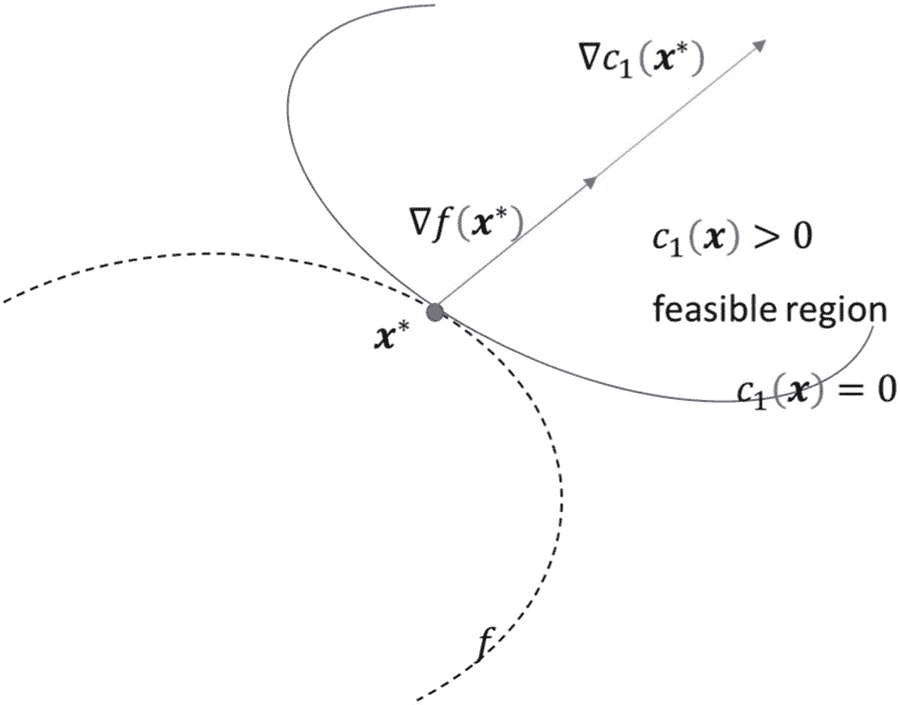 ∇c₁(x*)
∇f(x*)
c₁(x) > 0
feasible region
x*
c₁(x) = 0
f